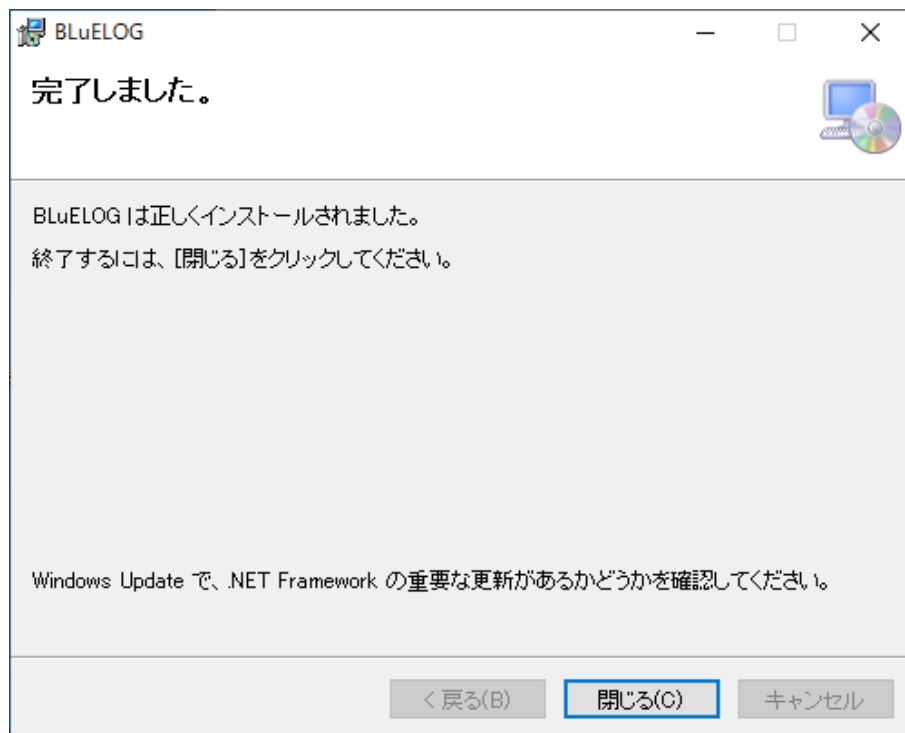 BLuELOG
完了しました。
BLuELOG は正しくインストールされました。
終了するには、[閉じる]をクリックしてください。
Windows Update で、.NET Framework の重要な更新があるかどうかを確認してください。
< 戻る(B)
閉じる(C)
キャンセル